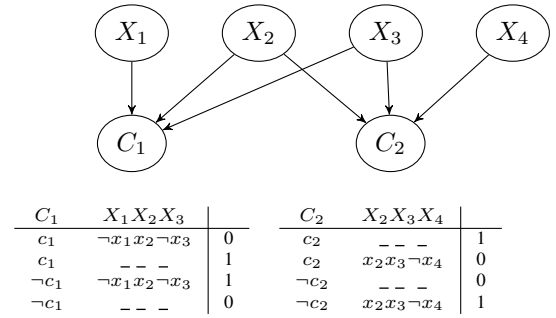 X₁ X₂ X₃ X₄
C₁ C₂
C₁ X₁X₂X₃
c₁ ¬x₁x₂¬x₃ 0
c₁ _ _ _ 1
¬c₁ ¬x₁x₂¬x₃ 1
¬c₁ _ _ _ 0
C₂ X₂X₃X₄
c₂ _ _ _ 1
c₂ x₂x₃¬x₄ 0
¬c₂ _ _ _ 0
¬c₂ x₂x₃¬x₄ 1